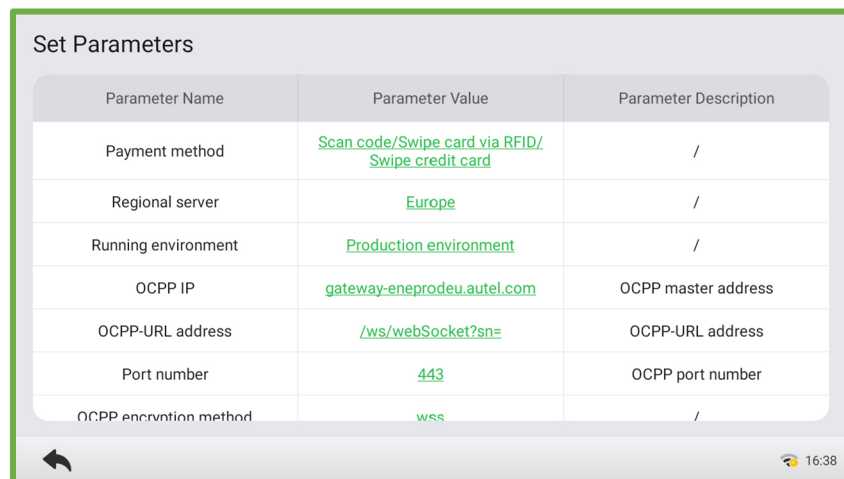 Set Parameters
Parameter Name Parameter Value Parameter Description
Payment method Scan code/Swipe card via RFID/ /
Swipe credit card
Regional server Europe /
Running environment Production environment /
OCPP IP gateway-eneprodeu.autel.com OCPP master address
OCPP-URL address /ws/webSocket?sn= OCPP-URL address
Port number 443 OCPP port number
OCPP encryption method wss /
16:38